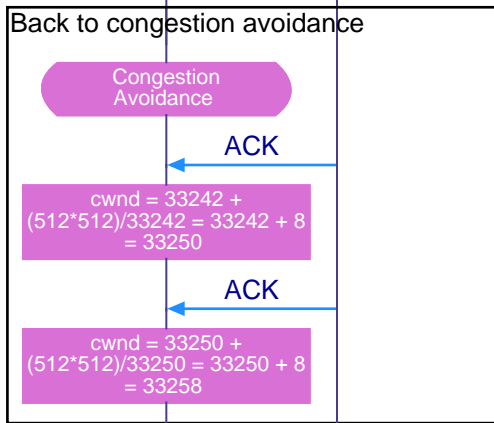 Back to congestion avoidance
Congestion
Avoidance
ACK
cwnd = 33242 +
(512*512)/33242 = 33242 + 8
= 33250
ACK
cwnd = 33250 +
(512*512)/33250 = 33250 + 8
= 33258